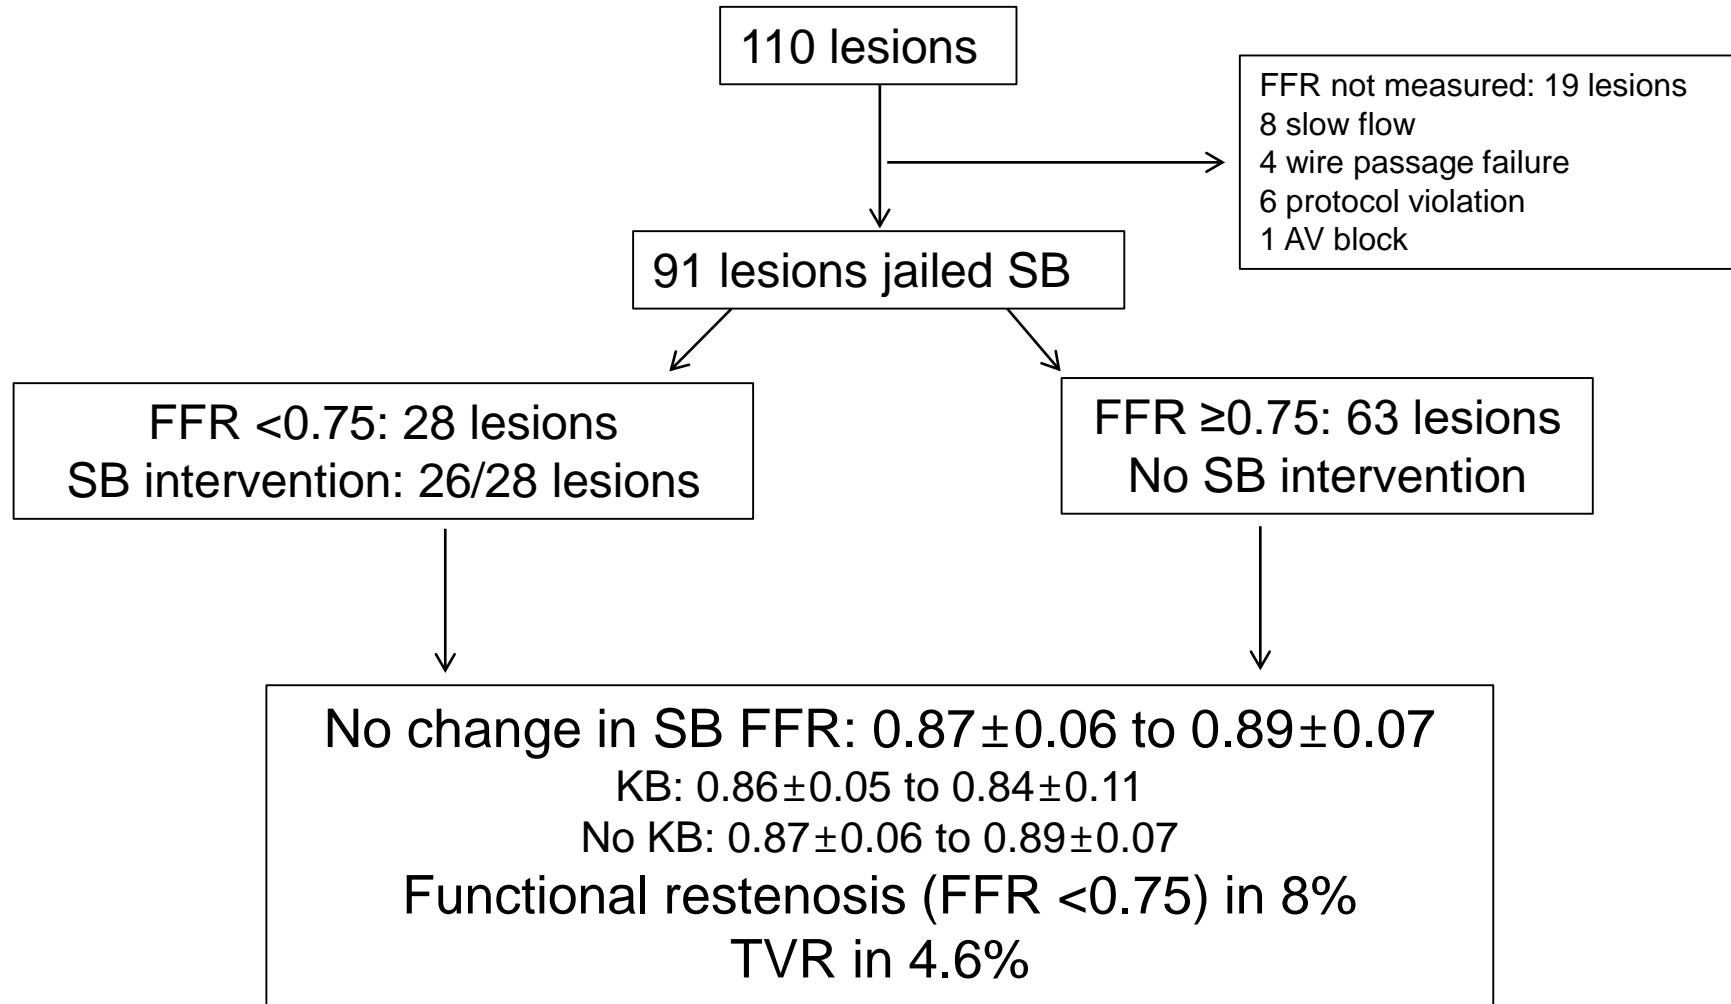 110 lesions
FFR not measured: 19 lesions
8 slow flow
4 wire passage failure
6 protocol violation
1 AV block
91 lesions jailed SB
FFR <0.75: 28 lesions
SB intervention: 26/28 lesions
FFR ≥0.75: 63 lesions
No SB intervention
No change in SB FFR: 0.87±0.06 to 0.89±0.07
KB: 0.86±0.05 to 0.84±0.11
No KB: 0.87±0.06 to 0.89±0.07
Functional restenosis (FFR <0.75) in 8%
TVR in 4.6%